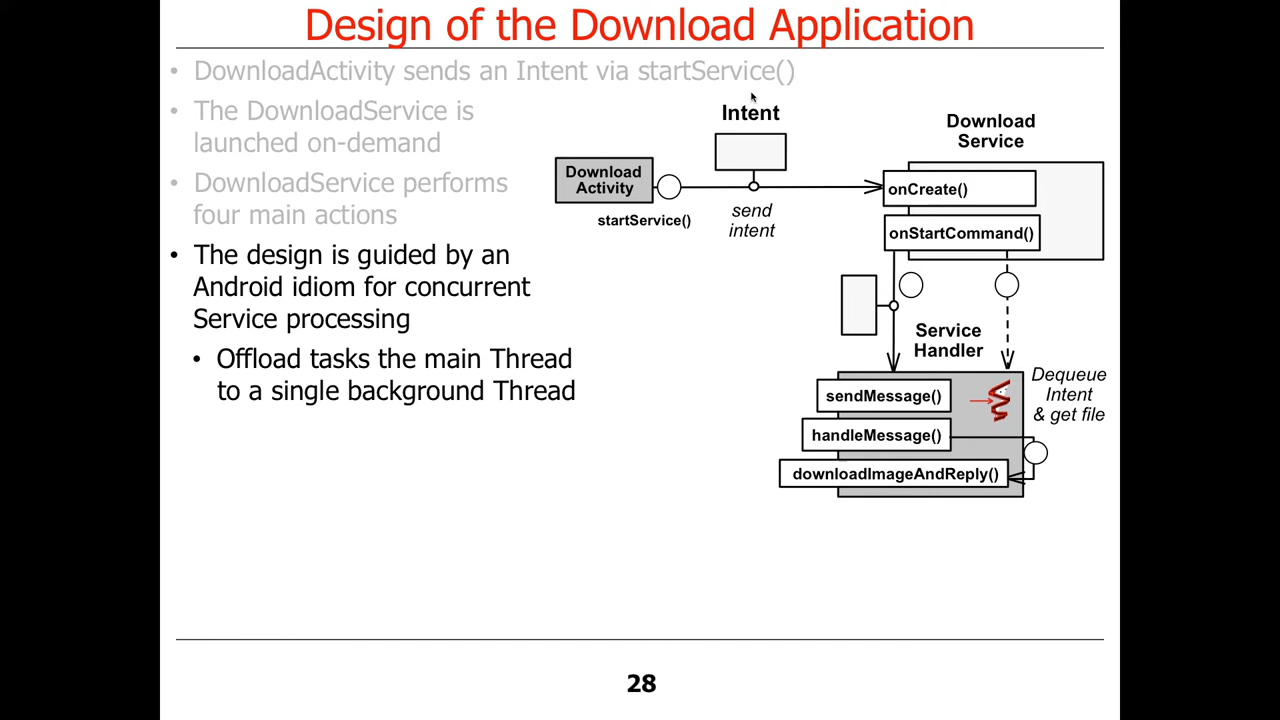 Design of the Download Application
• DownloadActivity sends an Intent via startService()
• The DownloadService is
launched on-demand
• DownloadService performs
four main actions
• The design is guided by an
Android idiom for concurrent
Service processing
• Offload tasks the main Thread
to a single background Thread
Intent
Download
Service
Download
Activity
onCreate()
startService()
send
intent
onStartCommand()
Service
Handler
Dequeue
Intent
& get file
sendMessage()
handleMessage()
downloadImageAndReply()
28